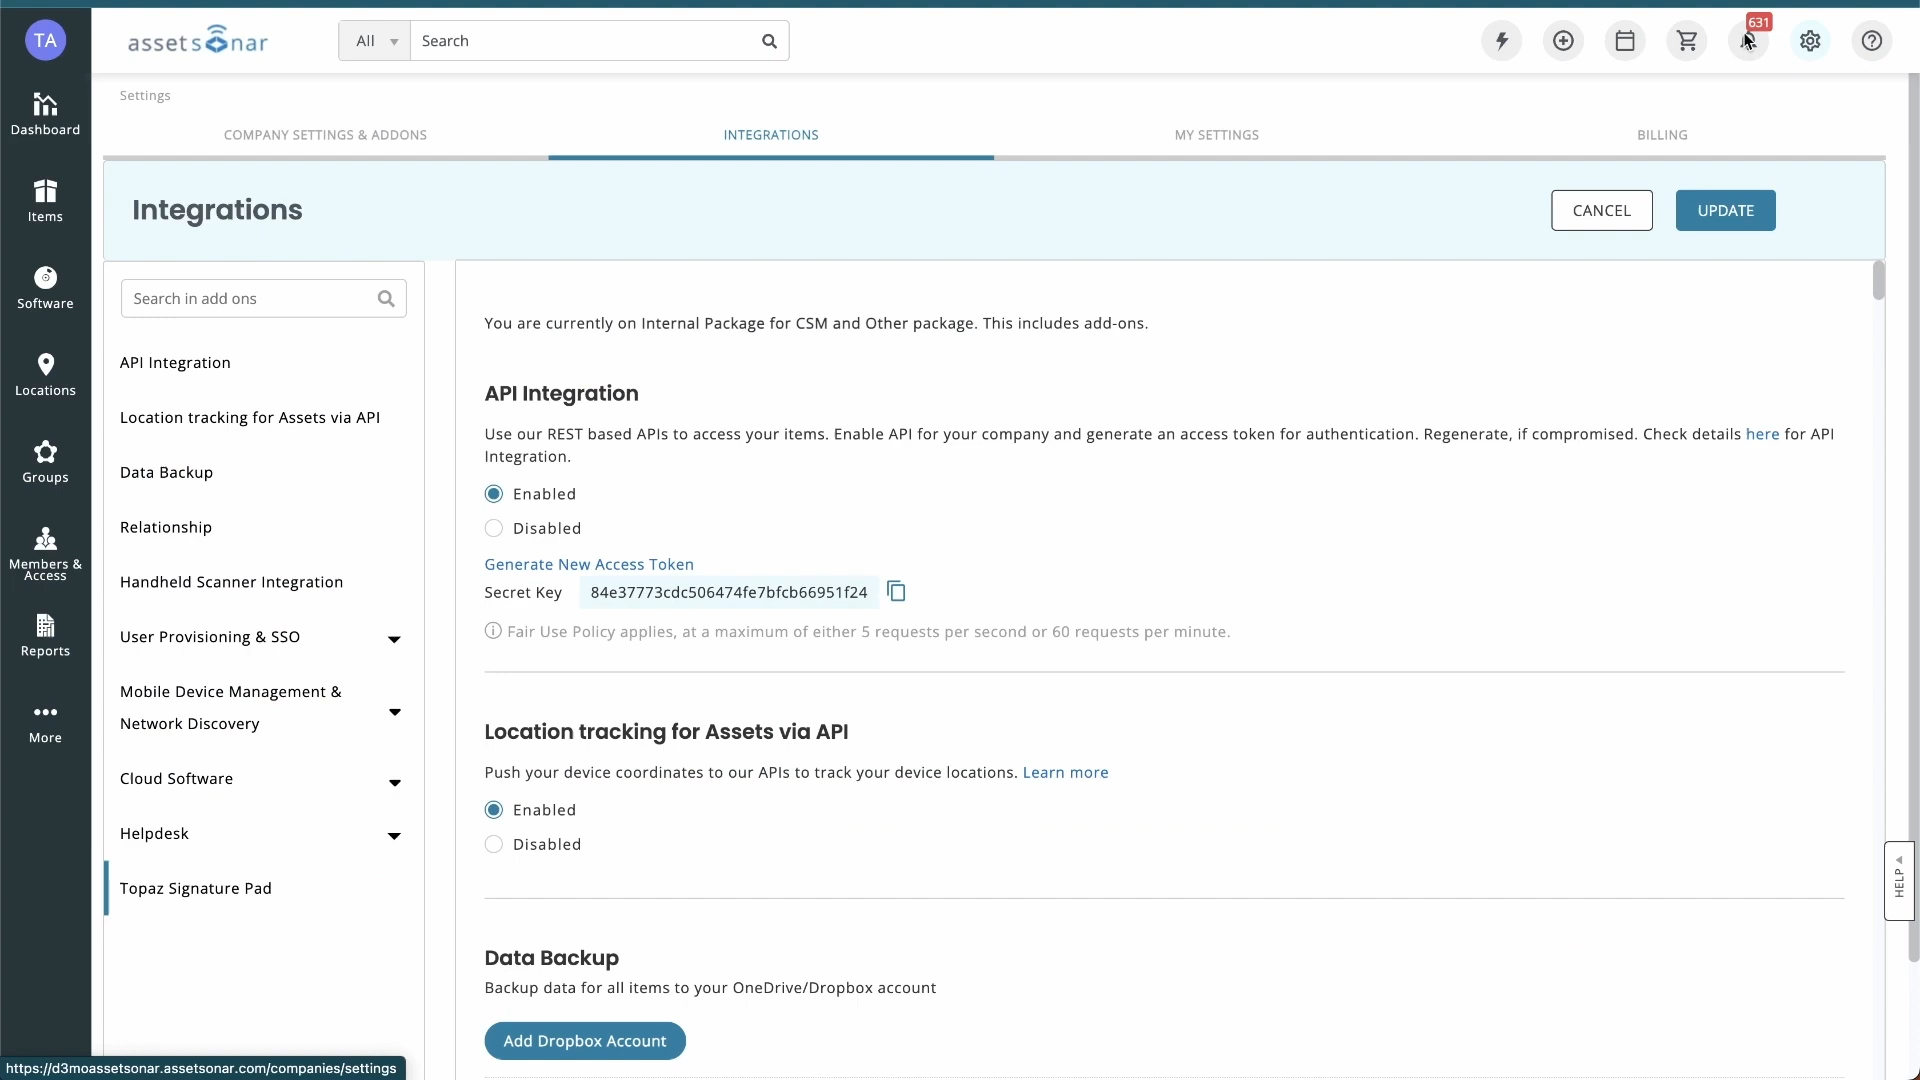 TA
assetsonar
All
Search
631
Dashboard
Items
Software
Locations
Groups
Members &
Access
Reports
More
Settings
COMPANY SETTINGS & ADDONS
INTEGRATIONS
MY SETTINGS
BILLING
Integrations
CANCEL
UPDATE
Search in add ons
API Integration
Location tracking for Assets via API
Data Backup
Relationship
Handheld Scanner Integration
User Provisioning & SSO
Mobile Device Management &
Network Discovery
Cloud Software
Helpdesk
Topaz Signature Pad
You are currently on Internal Package for CSM and Other package. This includes add-ons.
API Integration
Use our REST based APIs to access your items. Enable API for your company and generate an access token for authentication. Regenerate, if compromised. Check details here for API
Integration.
Enabled
Disabled
Generate New Access Token
Secret Key 84e37773cdc506474fe7bfcb66951f24
Fair Use Policy applies, at a maximum of either 5 requests per second or 60 requests per minute.
Location tracking for Assets via API
Push your device coordinates to our APIs to track your device locations. Learn more
Enabled
Disabled
Data Backup
Backup data for all items to your OneDrive/Dropbox account
Add Dropbox Account
HELP
https://d3moassetsonar.assetsonar.com/companies/settings